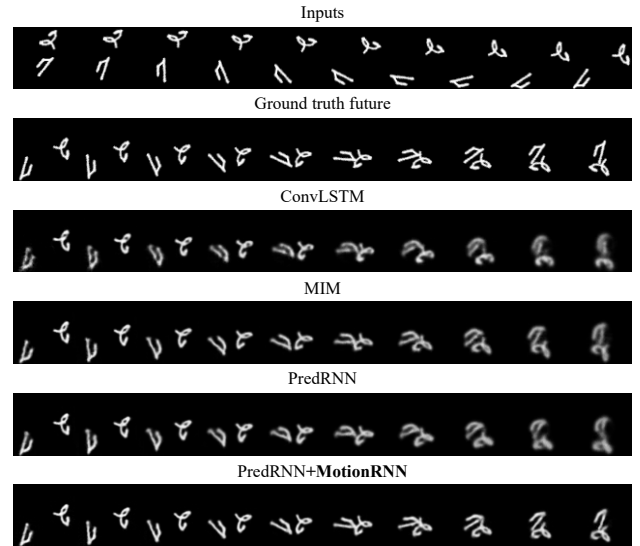 Inputs
Ground truth future
ConvLSTM
MIM
PredRNN
PredRNN+MotionRNN